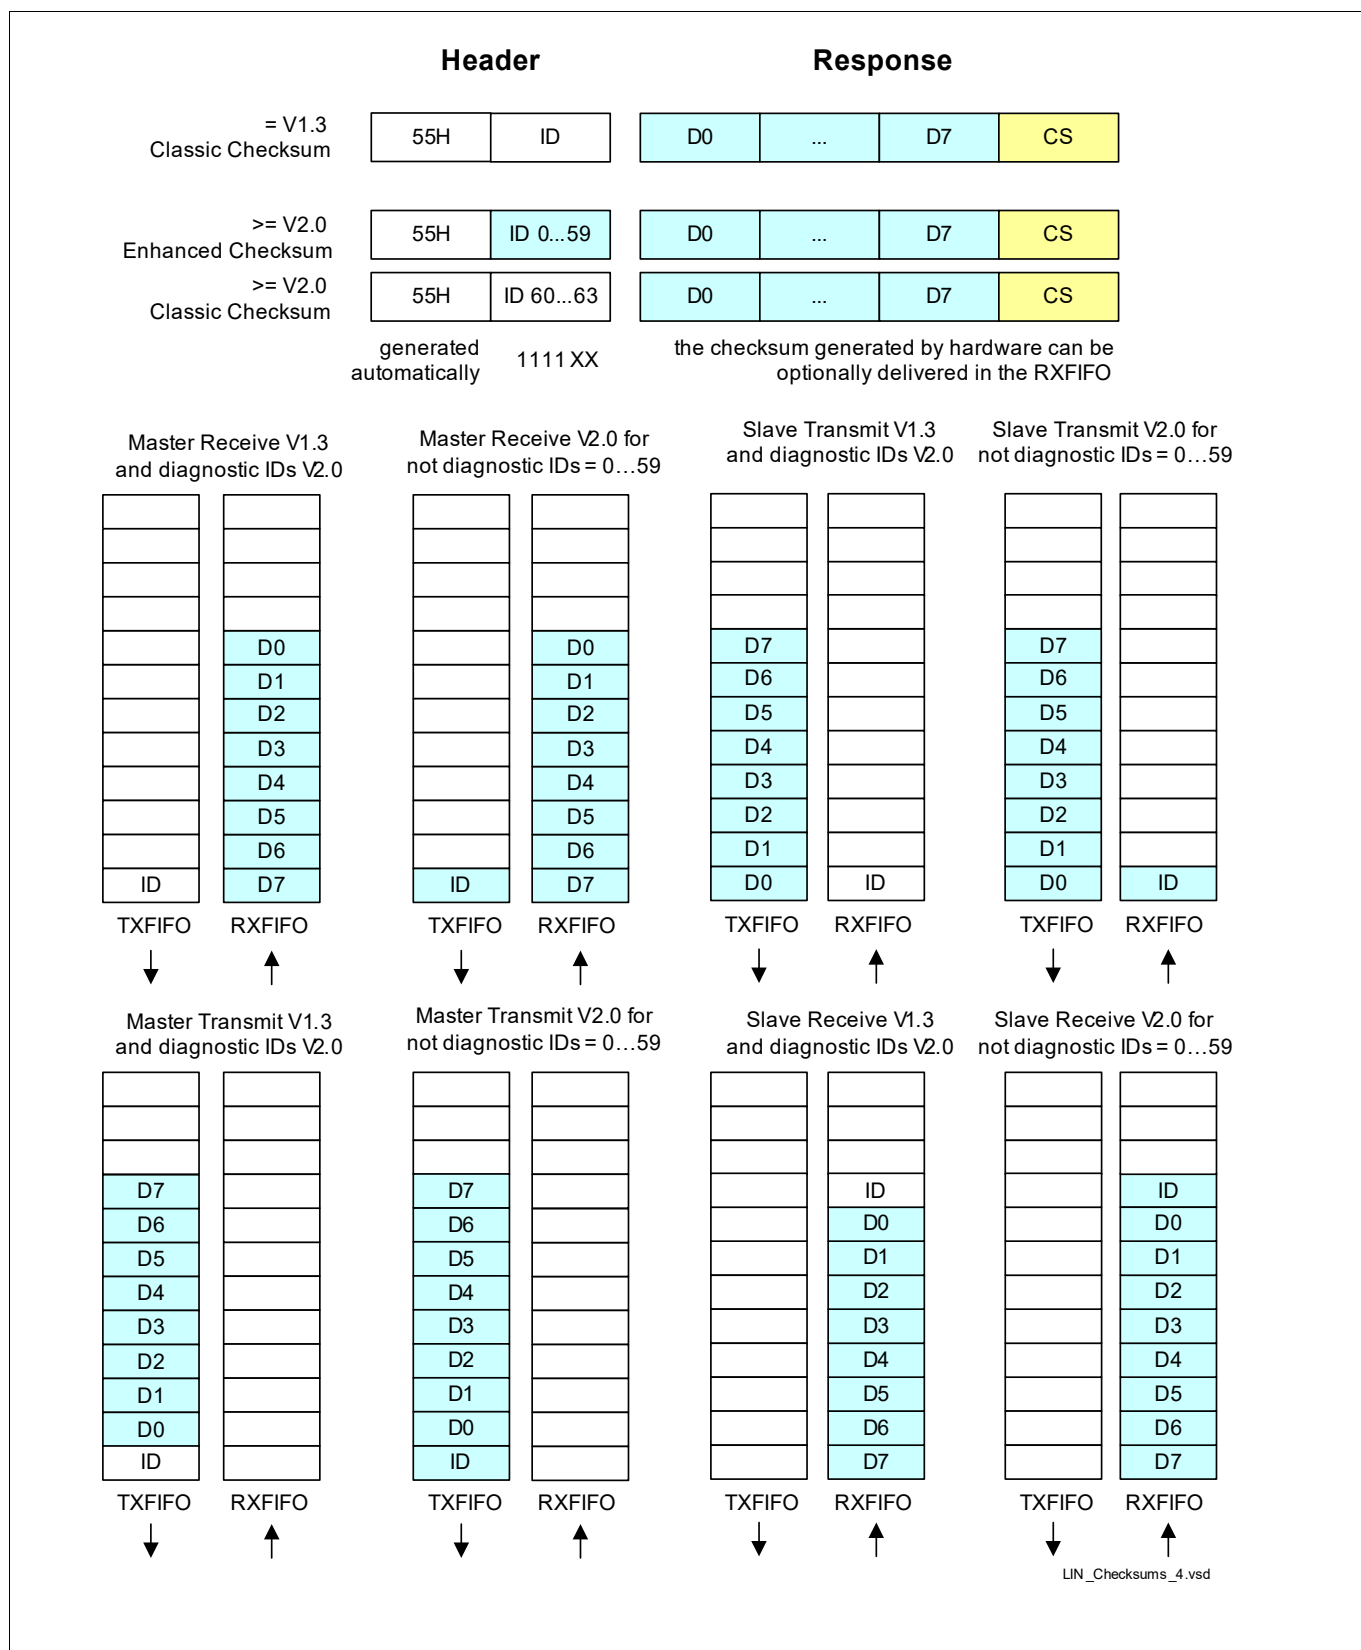 Header Response
= V1.3
Classic Checksum
55H ID D0 ... D7 CS
>= V2.0
Enhanced Checksum
55H ID 0...59 D0 ... D7 CS
>= V2.0
Classic Checksum
55H ID 60...63 D0 ... D7 CS
generated
automatically
1111XX
the checksum generated by hardware can be
optionally delivered in the RXFIFO
Master Receive V1.3
and diagnostic IDs V2.0
Master Receive V2.0 for
not diagnostic IDs = 0...59
Slave Transmit V1.3
and diagnostic IDs V2.0
Slave Transmit V2.0 for
not diagnostic IDs = 0...59
D0 D0 D7 D7
D1 D1 D6 D6
D2 D2 D5 D5
D3 D3 D4 D4
D4 D4 D3 D3
D5 D5 D2 D2
D6 D6 D1 D1
ID D7 ID D7 D0 ID D0 ID
TXFIFO RXFIFO TXFIFO RXFIFO TXFIFO RXFIFO TXFIFO RXFIFO
Master Transmit V1.3
and diagnostic IDs V2.0
Master Transmit V2.0 for
not diagnostic IDs = 0...59
Slave Receive V1.3
and diagnostic IDs V2.0
Slave Receive V2.0 for
not diagnostic IDs = 0...59
D7 D7 ID ID
D6 D6 D0 D0
D5 D5 D1 D1
D4 D4 D2 D2
D3 D3 D3 D3
D2 D2 D4 D4
D1 D1 D5 D5
D0 D0 D6 D6
ID ID D7 D7
TXFIFO RXFIFO TXFIFO RXFIFO TXFIFO RXFIFO TXFIFO RXFIFO
LIN_Checksums_4.vsd